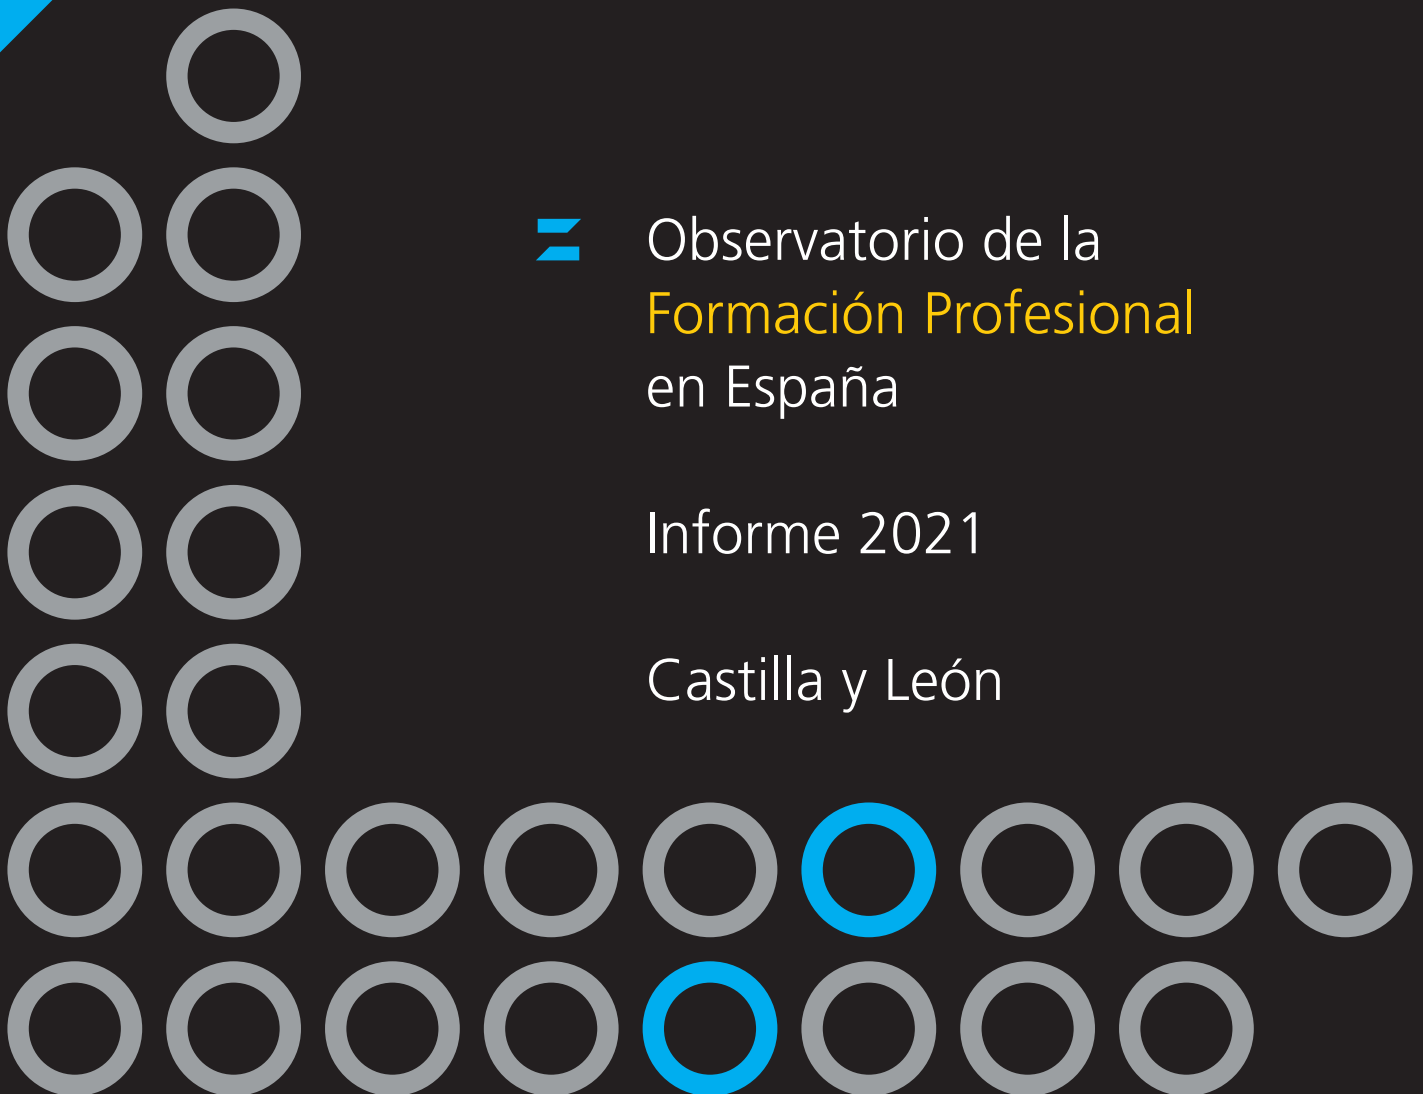 Observatorio de la
Formación Profesional
en España
Informe 2021
Castilla y León